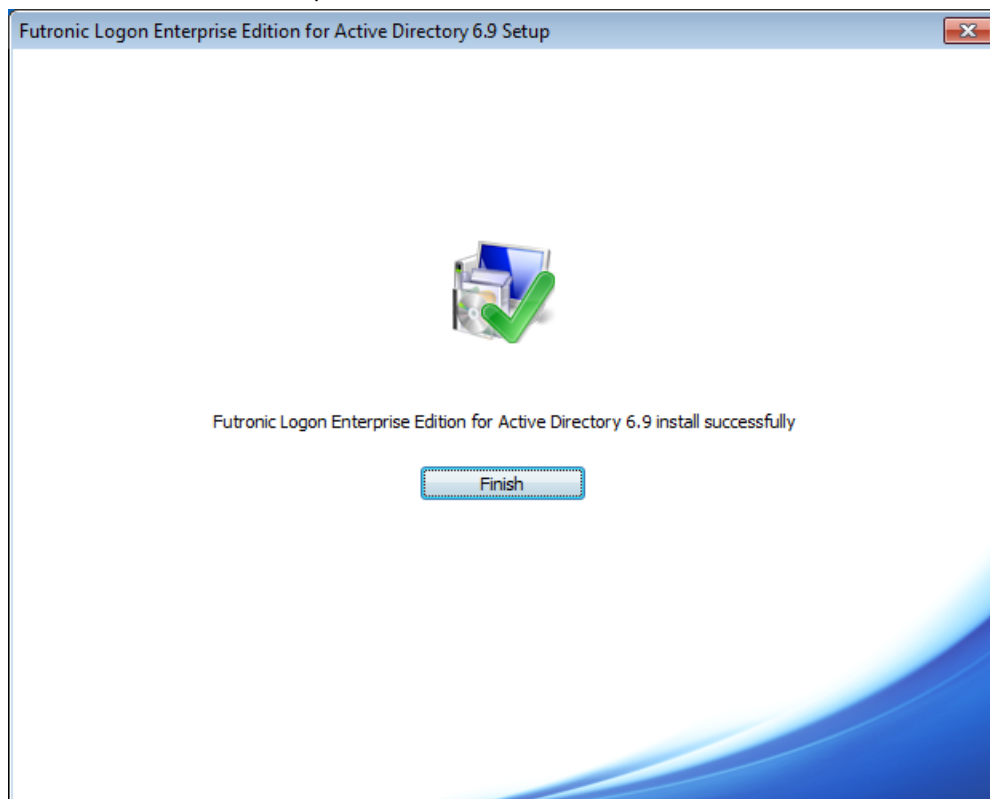 Futronic Logon Enterprise Edition for Active Directory 6.9 Setup
Futronic Logon Enterprise Edition for Active Directory 6.9 install successfully
Finish